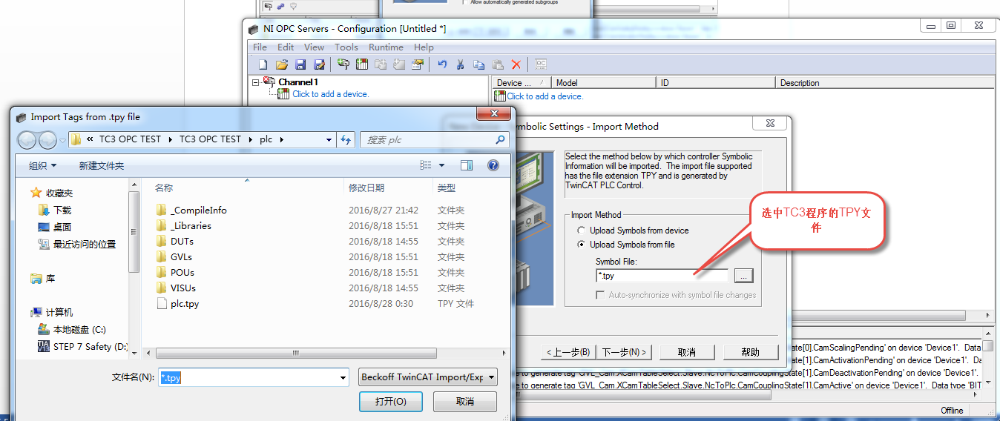 Allow automatically generated subgroups
NI OPC Servers - Configuration [Untitled *]
File Edit View Tools Runtime Help
Channel1
Click to add a device.
Device ... Model ID Description
Click to add a device.
Import Tags from .tpy file
« TC3 OPC TEST TC3 OPC TEST plc
搜索 plc
组织 新建文件夹
收藏夹
下载
桌面
最近访问的位置
库
计算机
本地磁盘 (C:)
STEP 7 Safety (D:)
名称 修改日期 类型
_CompileInfo 2016/8/27 21:42 文件夹
_Libraries 2016/8/18 15:51 文件夹
DUTs 2016/8/18 14:55 文件夹
GVLs 2016/8/18 15:51 文件夹
POUs 2016/8/18 15:51 文件夹
VISUs 2016/8/18 14:55 文件夹
plc.tpy 2016/8/28 0:30 TPY 文件
文件名(N): *.tpy
Beckoff TwinCAT Import/Exp
打开(O) 取消
ymbolic Settings - Import Method
Select the method below by which controller Symbolic
Information will be imported. The import file supported
has the file extension TPY and is generated by
TwinCAT PLC Control.
Import Method
Upload Symbols from device
Upload Symbols from file
Symbol File:
*.tpy ...
Auto-synchronize with symbol file changes
选中TC3程序的TPY文
件
< 上一步(B) 下一步(N) > 取消 帮助
tate[0].CamScalingPending' on device 'Device1'. Data
tate[0].CamActivationPending' on device 'Device1'. Da
tate[0].CamDeactivationPending' on device 'Device1'.
e to generate tag 'GVL_Cam.XCamTableSelect.Slave.NcToPlc.CamCouplingState[1].CamActive' on device 'Device1'. Data type 'BIT
Offline